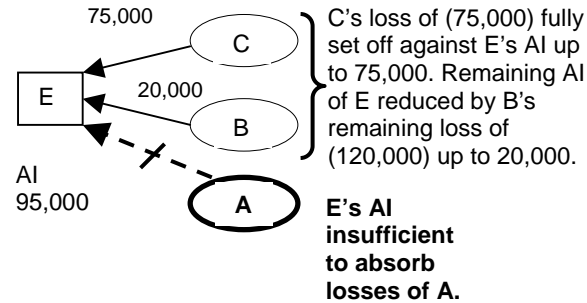 75,000
C
E
20,000
B
AI
95,000
A
C's loss of (75,000) fully
set off against E's AI up
to 75,000. Remaining AI
of E reduced by B's
remaining loss of
(120,000) up to 20,000.
E's AI
insufficient
to absorb
losses of A.